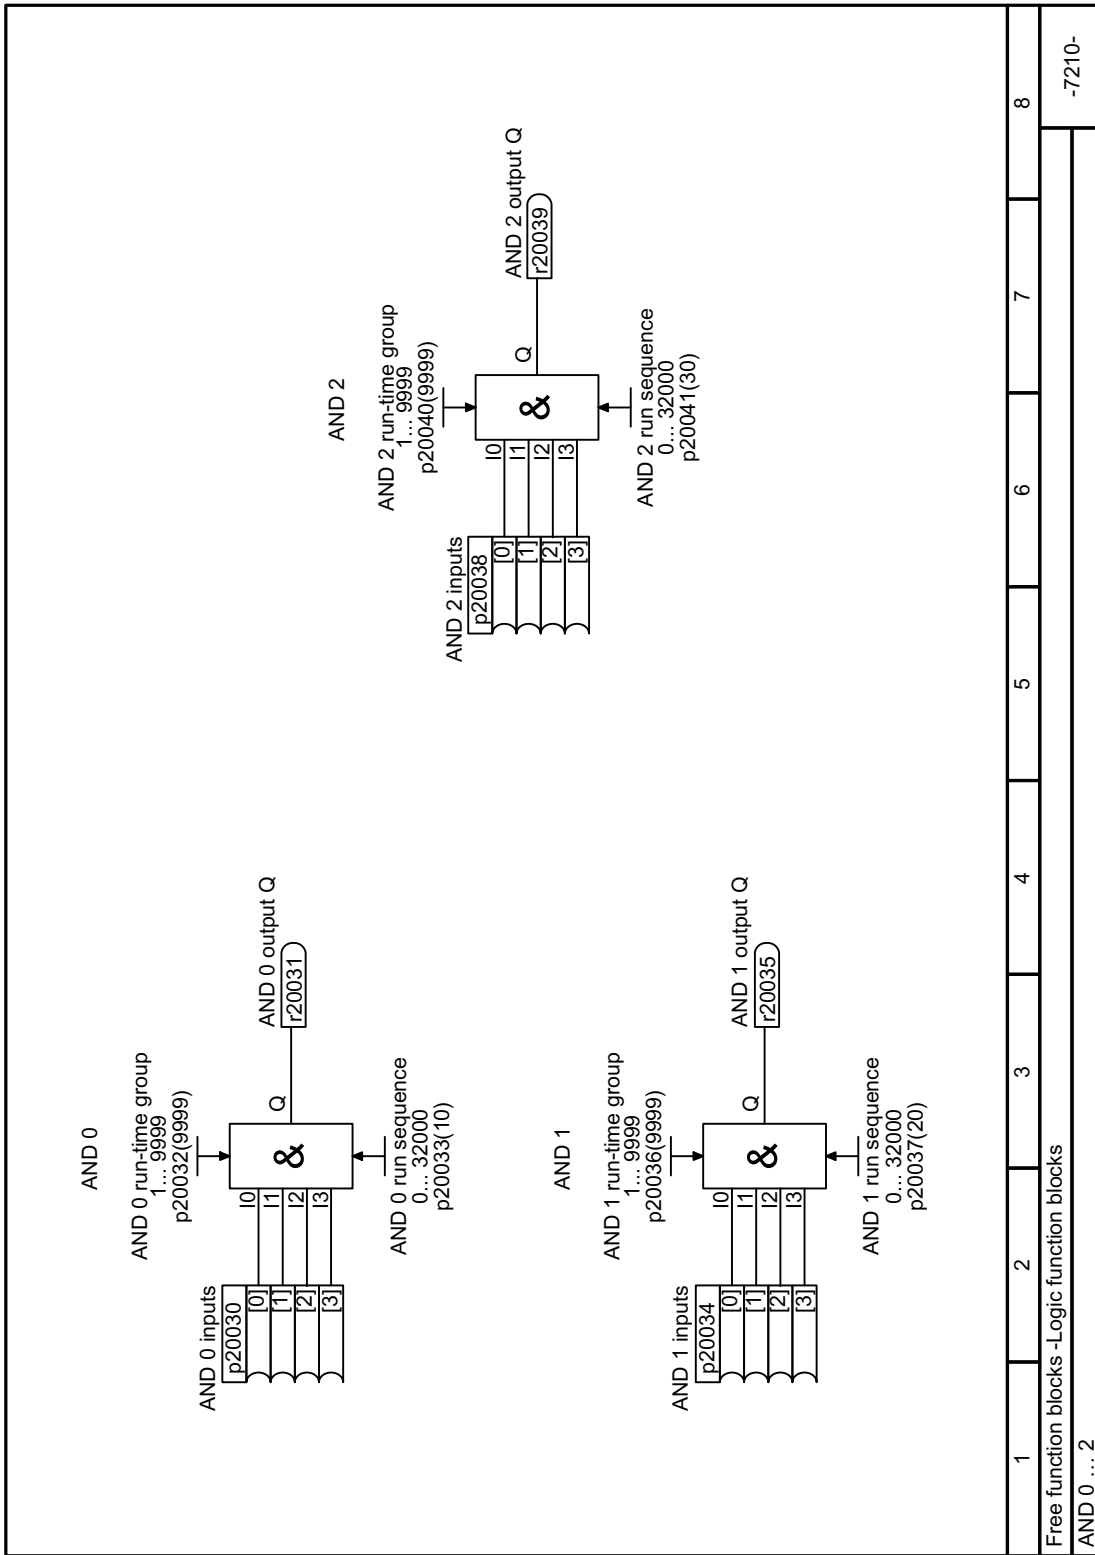 AND 0
AND 0 run-time group
1... 9999
p20032(9999)
AND 0 inputs
p20030
[0]
[1]
[2]
[3]
I0
I1
I2
I3
&
Q
AND 0 output Q
r20031
AND 0 run sequence
0... 32000
p20033(10)
AND 1
AND 1 run-time group
1... 9999
p20036(9999)
AND 1 inputs
p20034
[0]
[1]
[2]
[3]
I0
I1
I2
I3
&
Q
AND 1 output Q
r20035
AND 1 run sequence
0... 32000
p20037(20)
AND 2
AND 2 run-time group
1... 9999
p20040(9999)
AND 2 inputs
p20038
[0]
[1]
[2]
[3]
I0
I1
I2
I3
&
Q
AND 2 output Q
r20039
AND 2 run sequence
0... 32000
p20041(30)
1 2 3 4 5 6 7 8
Free function blocks -Logic function blocks
AND 0 ... 2
-7210-